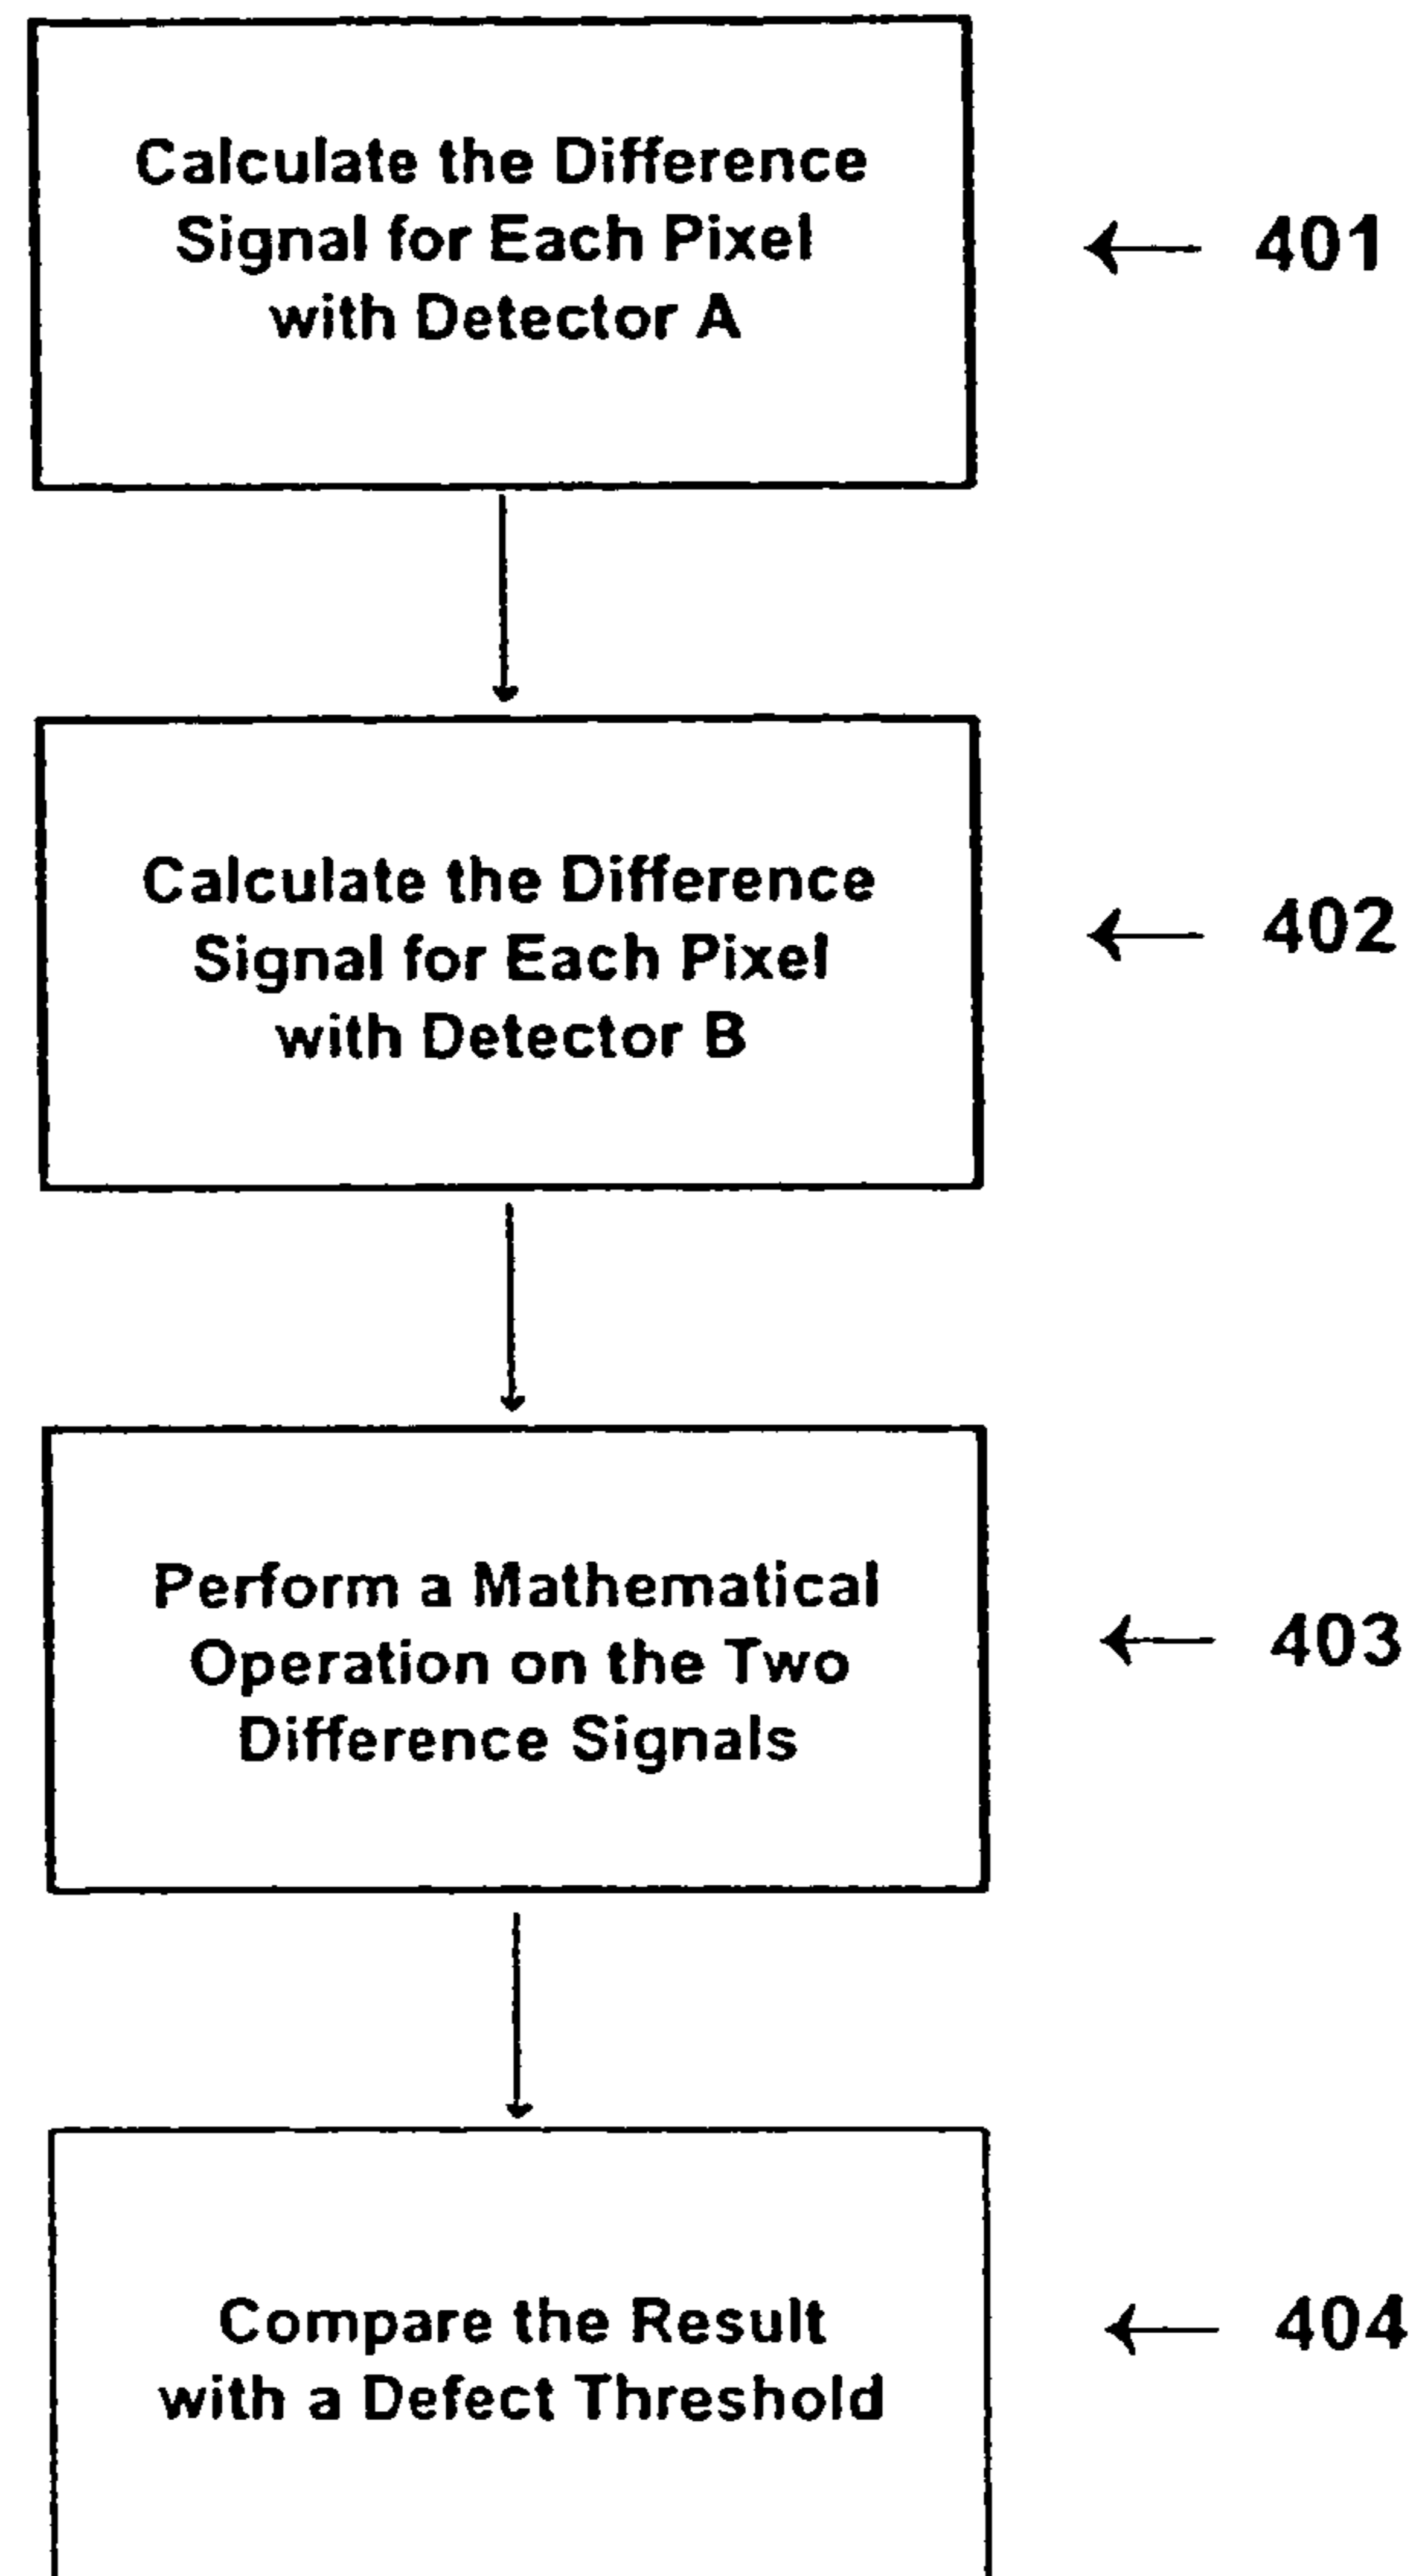 Calculate the Difference
Signal for Each Pixel
with Detector A
401
Calculate the Difference
Signal for Each Pixel
with Detector B
402
Perform a Mathematical
Operation on the Two
Difference Signals
403
Compare the Result
with a Defect Threshold
404